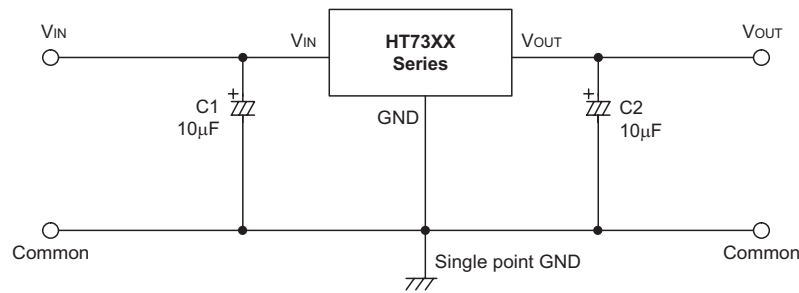 VIN
VIN
HT73XX
Series
VOUT
VOUT
+
C1
10μF
GND
+
C2
10μF
Common
Single point GND
Common